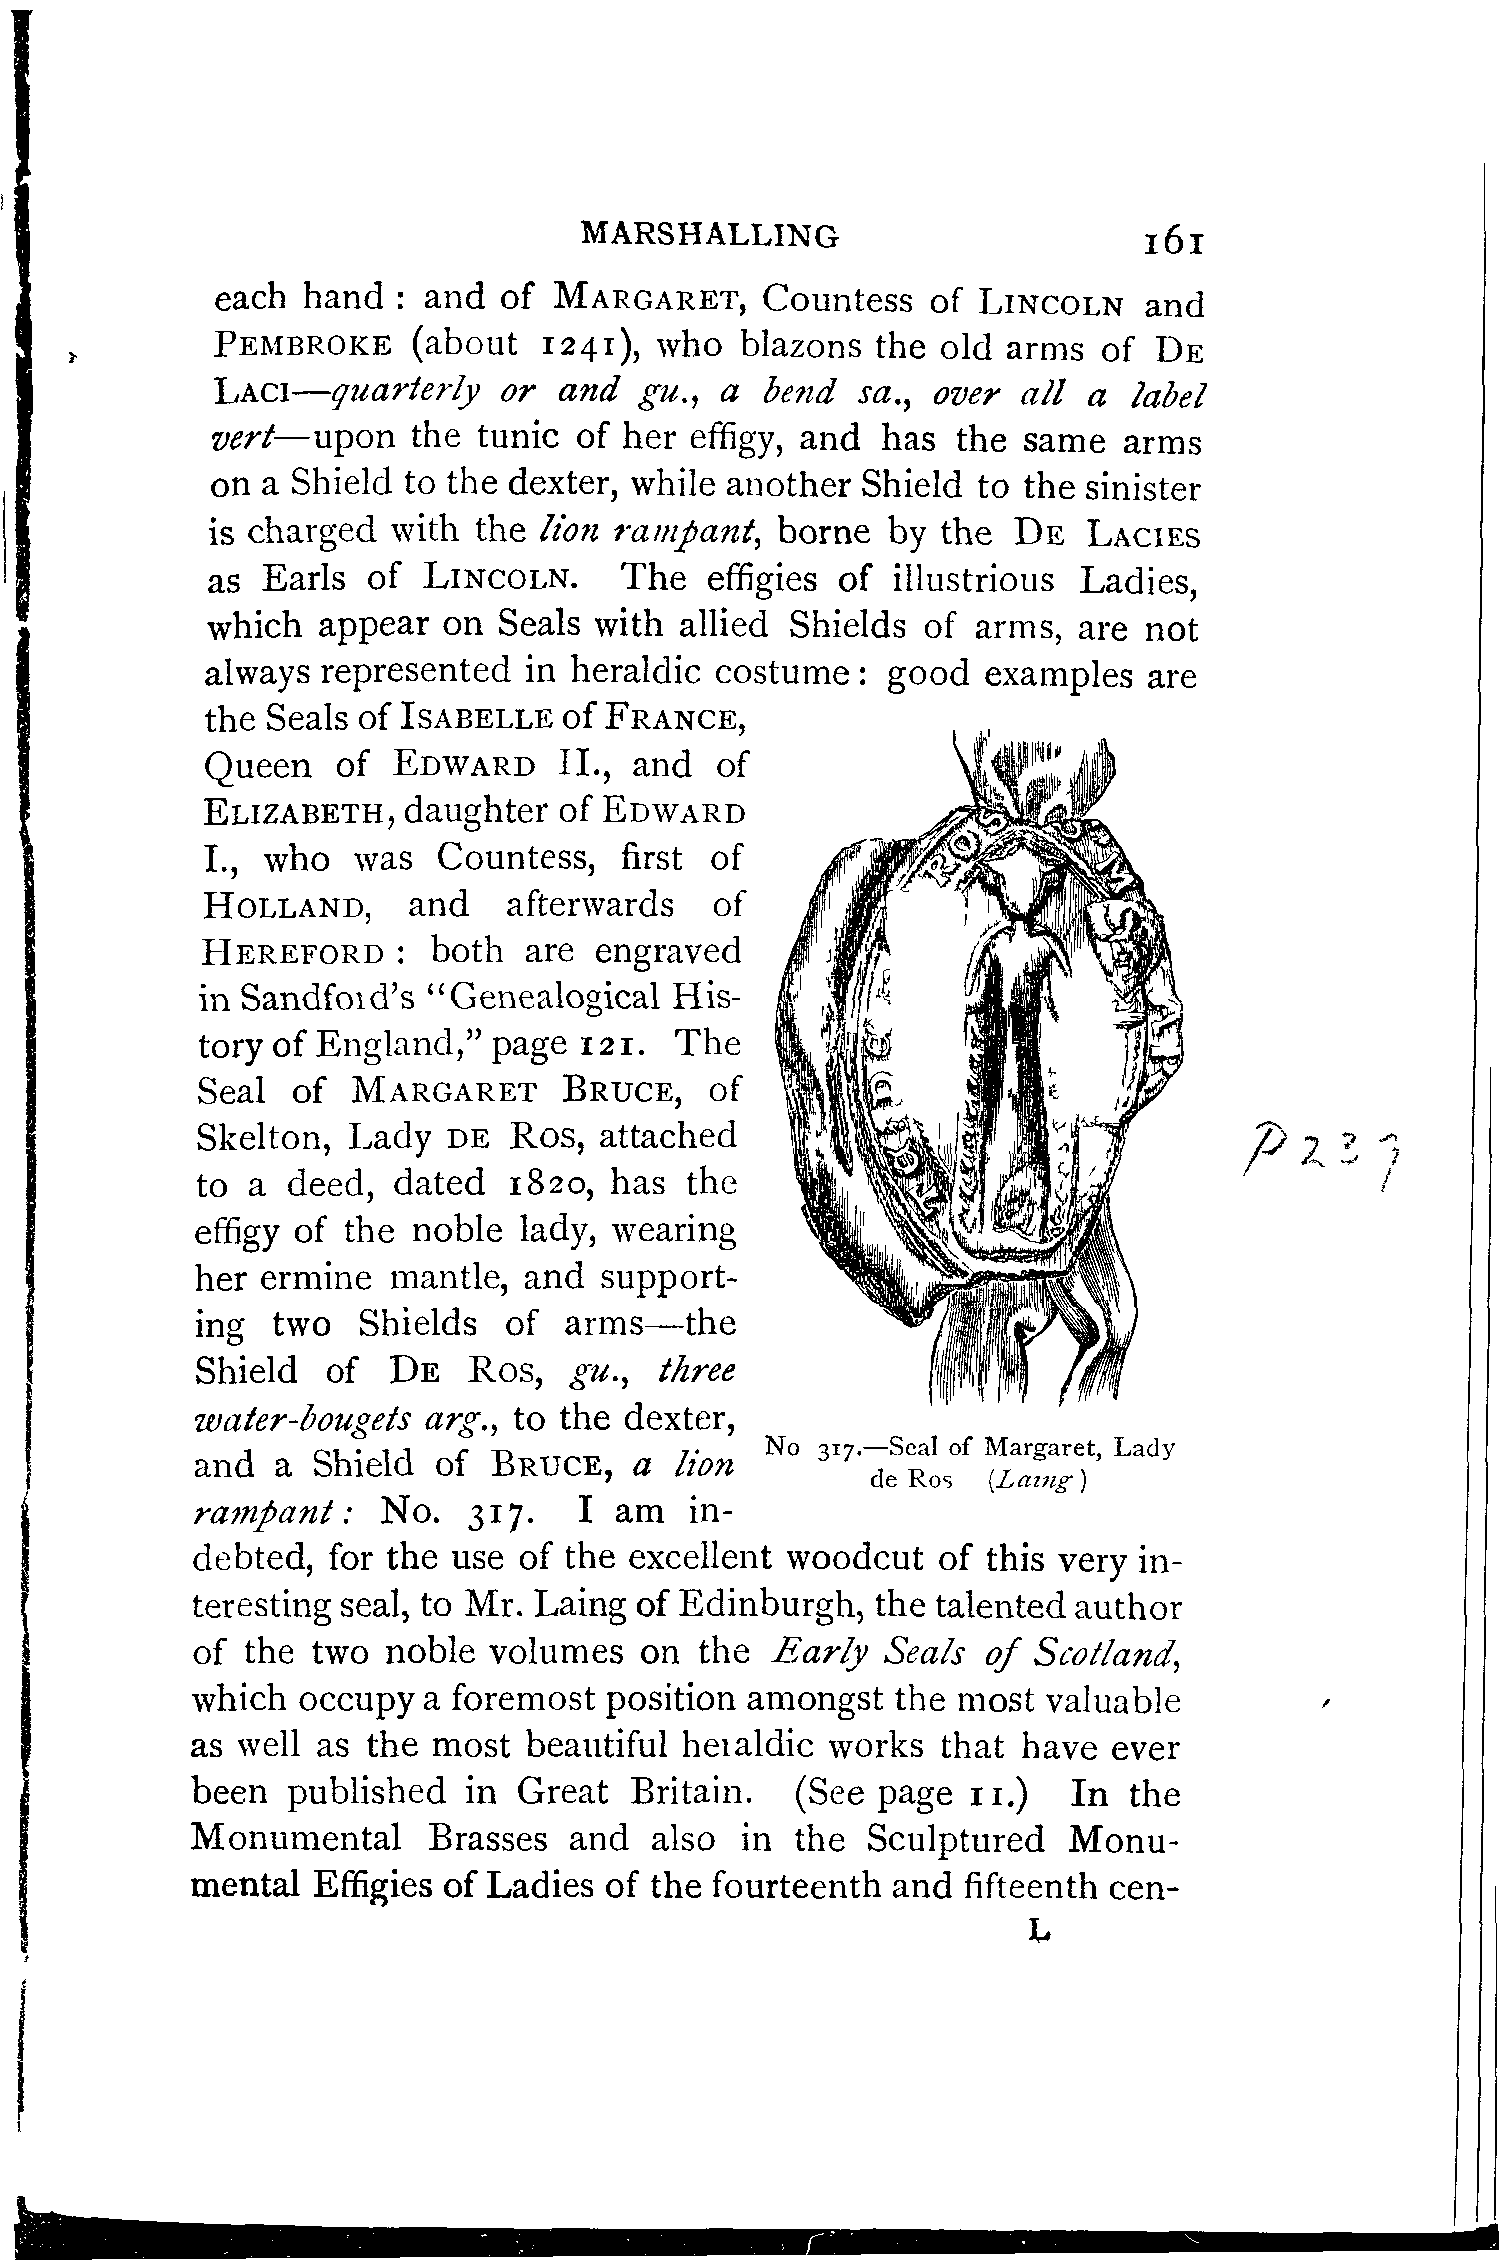 MARSHALLING 161
each hand : and of MARGARET, Countess of LINCOLN and
PEMBROKE (about 1241), who blazons the old arms of DE
LACI—quarterly or and gu., a bend sa., over all a label
vert—upon the tunic of her effigy, and has the same arms
on a Shield to the dexter, while another Shield to the sinister
is charged with the lion rampant, borne by the DE LACIES
as Earls of LINCOLN. The effigies of illustrious Ladies,
which appear on Seals with allied Shields of arms, are not
always represented in heraldic costume : good examples are
the Seals of ISABELLE of FRANCE,
Queen of EDWARD II., and of
ELIZABETH, daughter of EDWARD
I., who was Countess, first of
HOLLAND, and afterwards of
HEREFORD : both are engraved
in Sandford's “Genealogical His-
tory of England,” page 121. The
Seal of MARGARET BRUCE, of
Skelton, Lady DE ROS, attached
to a deed, dated 1820, has the
effigy of the noble lady, wearing
her ermine mantle, and support-
ing two Shields of arms—the
Shield of DE ROS, gu., three
water-bougets arg., to the dexter,
and a Shield of BRUCE, a lion
rampant : No. 317. I am in-
ROS S' M
P 237
No 317.—Seal of Margaret, Lady
de Ros (Laing)
debted, for the use of the excellent woodcut of this very in-
teresting seal, to Mr. Laing of Edinburgh, the talented author
of the two noble volumes on the Early Seals of Scotland,
which occupy a foremost position amongst the most valuable
as well as the most beautiful heraldic works that have ever
been published in Great Britain. (See page 11.) In the
Monumental Brasses and also in the Sculptured Monu-
mental Effigies of Ladies of the fourteenth and fifteenth cen-
L